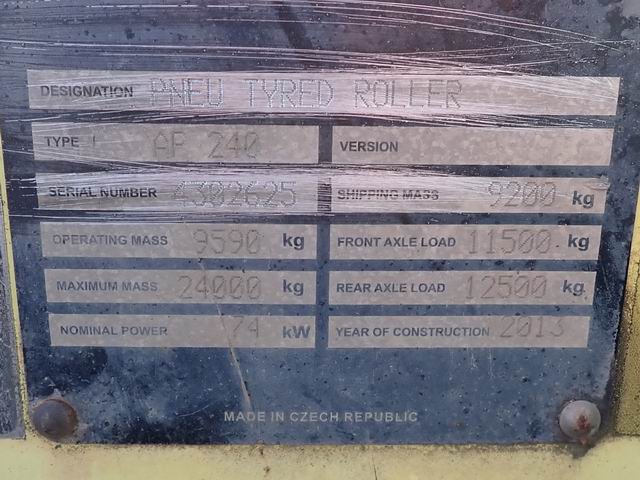 DESIGNATION PNEU TYRED ROLLER
TYPE AP 240 VERSION
SERIAL NUMBER 4302625 SHIPPING MASS 9200 kg
OPERATING MASS 9590 kg FRONT AXLE LOAD 11500 kg
MAXIMUM MASS 24000 kg REAR AXLE LOAD 12500 kg
NOMINAL POWER 74 kW YEAR OF CONSTRUCTION 2013
MADE IN CZECH REPUBLIC